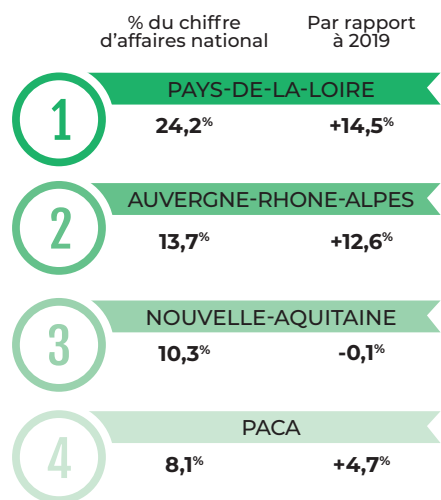 % du chiffre
d'affaires national
Par rapport
à 2019
1
PAYS-DE-LA-LOIRE
24,2% +14,5%
2
AUVERGNE-RHONE-ALPES
13,7% +12,6%
3
NOUVELLE-AQUITAINE
10,3% -0,1%
4
PACA
8,1% +4,7%